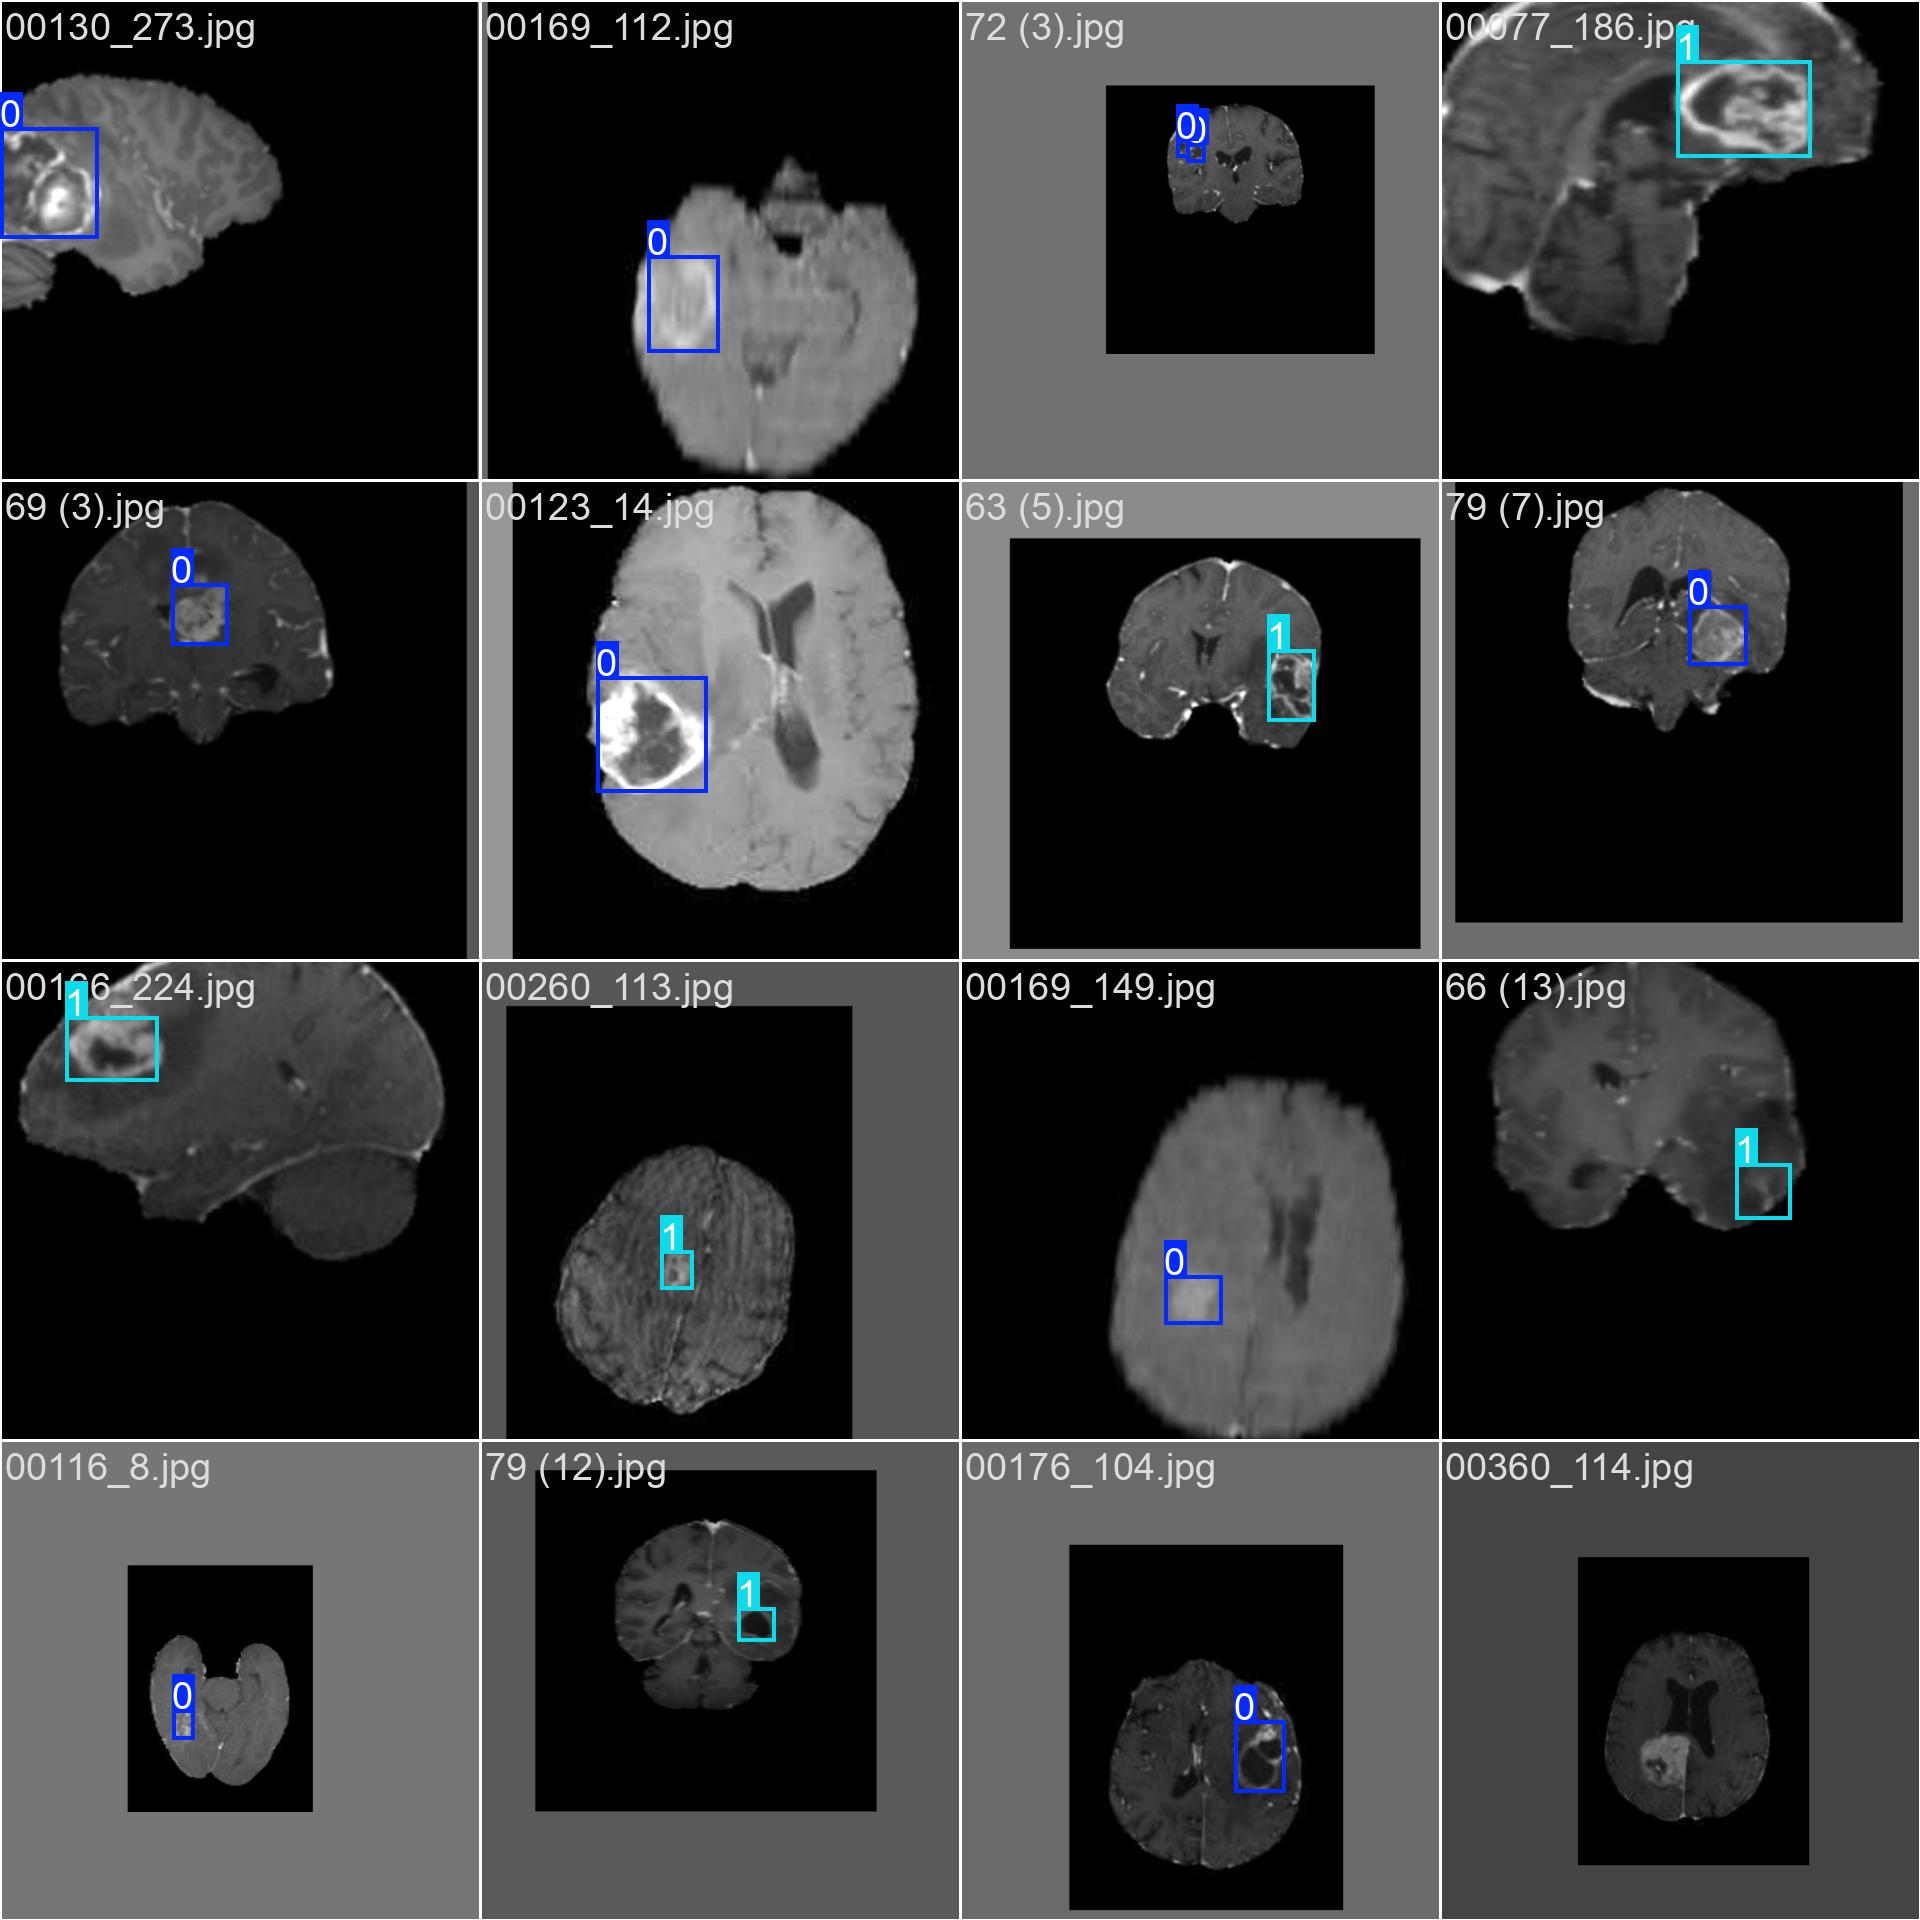 00130_273.jpg
0
00169_112.jpg
0
72 (3).jpg
0
00077_186.jpg
1
69 (3).jpg
0
00123_14.jpg
0
63 (5).jpg
1
79 (7).jpg
0
1
00260_113.jpg
1
00169_149.jpg
0
66 (13).jpg
1
00116_8.jpg
0
79 (12).jpg
1
00176_104.jpg
0
00360_114.jpg